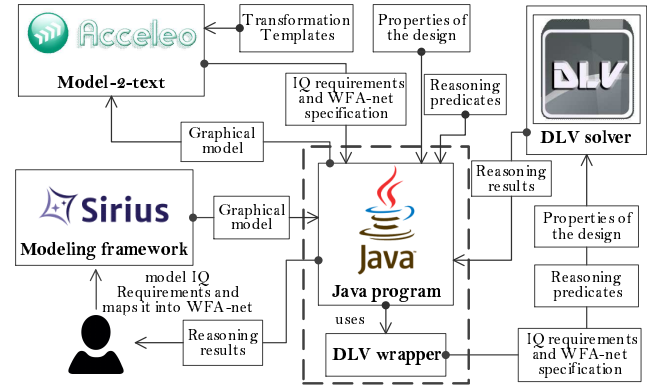 Acceleo
Model-2-text
Transformation
Templates
Properties of
the design
Reasoning
predicates
IQ requirements
and WFA-net
specification
DLV
DLV solver
Graphical
model
Reasoning
results
Sirius
Modeling framework
Graphical
model
Java
Java program
Properties of
the design
model IQ
Requirements and
maps it into WFA-net
Reasoning
predicates
Reasoning
results
uses
DLV wrapper
IQ requirements
and WFA-net
specification